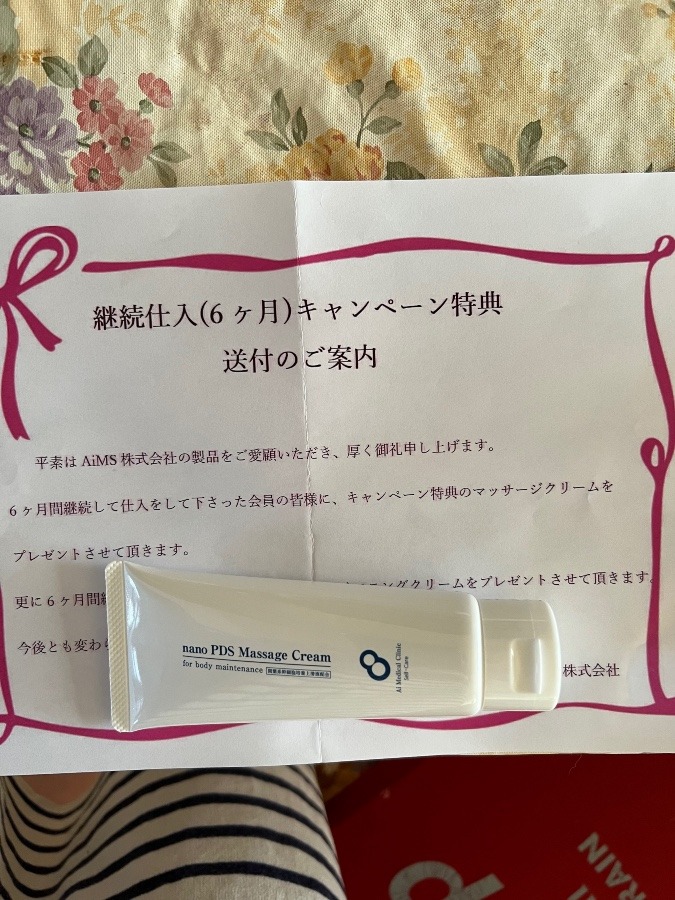 継続仕入(6ヶ月)キャンペーン特典
送付のご案内
平素は AiMS 株式会社の製品をご愛顧いただき、厚く御礼申し上げます。
6ヶ月間継続して仕入をして下さった会員の皆様に、キャンペーン特典のマッサージクリームを
プレゼントさせて頂きます。
更に6ヶ月間継 ングクリームをプレゼントさせて頂きます。
今後とも変わら
株式会社
nano PDS Massage Cream
for body maintenance
8
AI Medical Clinic
Self-Care
RAIN